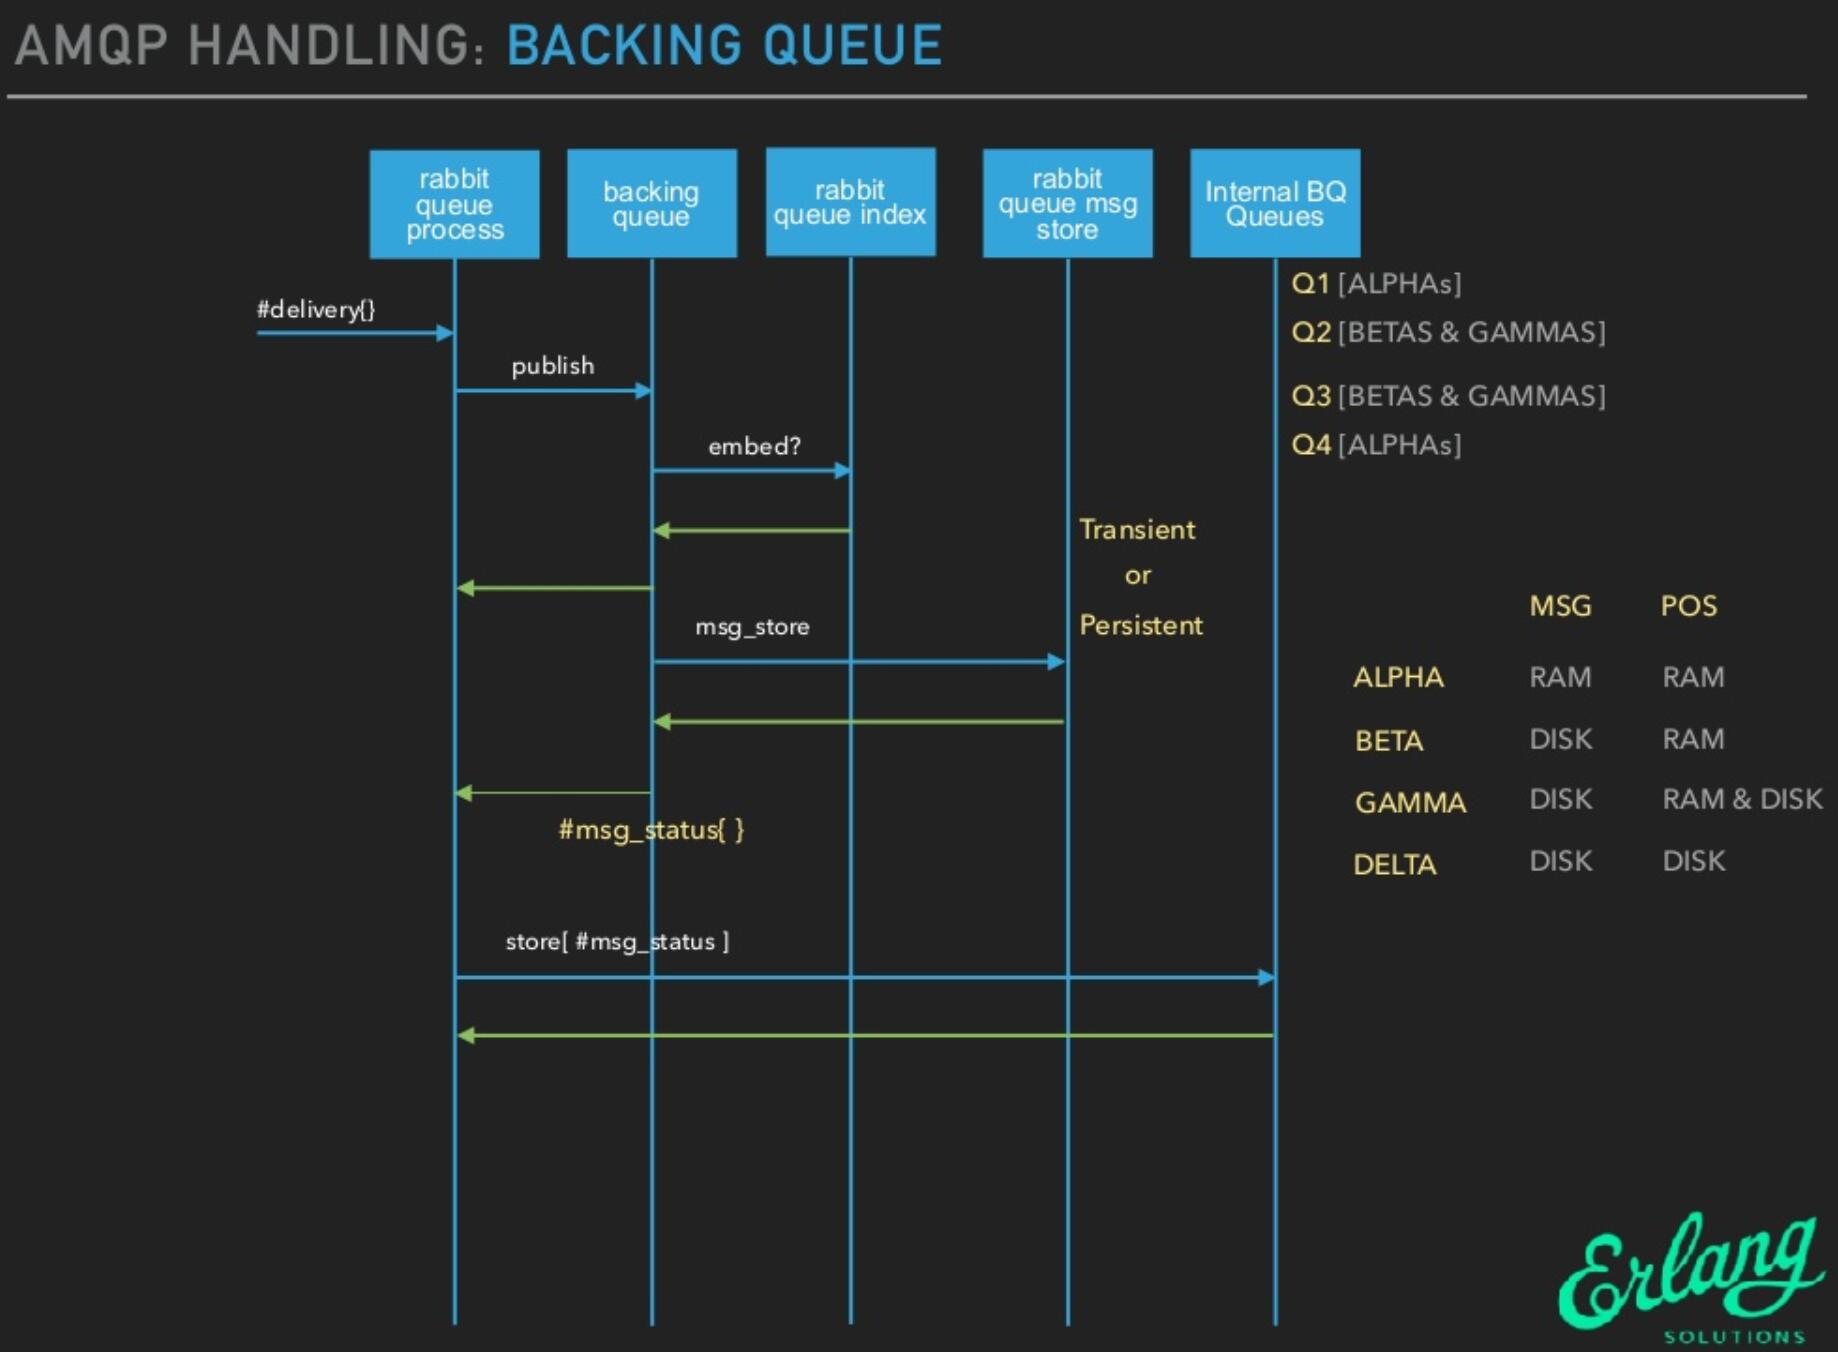 AMQP HANDLING: BACKING QUEUE
rabbit
queue
process
backing
queue
rabbit
queue index
rabbit
queue msg
store
Internal BQ
Queues
Q1 [ALPHAs]
#delivery{}
Q2 [BETAS & GAMMAS]
publish
Q3 [BETAS & GAMMAS]
embed?
Q4 [ALPHAs]
Transient
or
Persistent
msg_store
#msg_status{ }
store[ #msg_status ]
MSG POS
ALPHA RAM RAM
BETA DISK RAM
GAMMA DISK RAM & DISK
DELTA DISK DISK
Erlang
SOLUTIONS